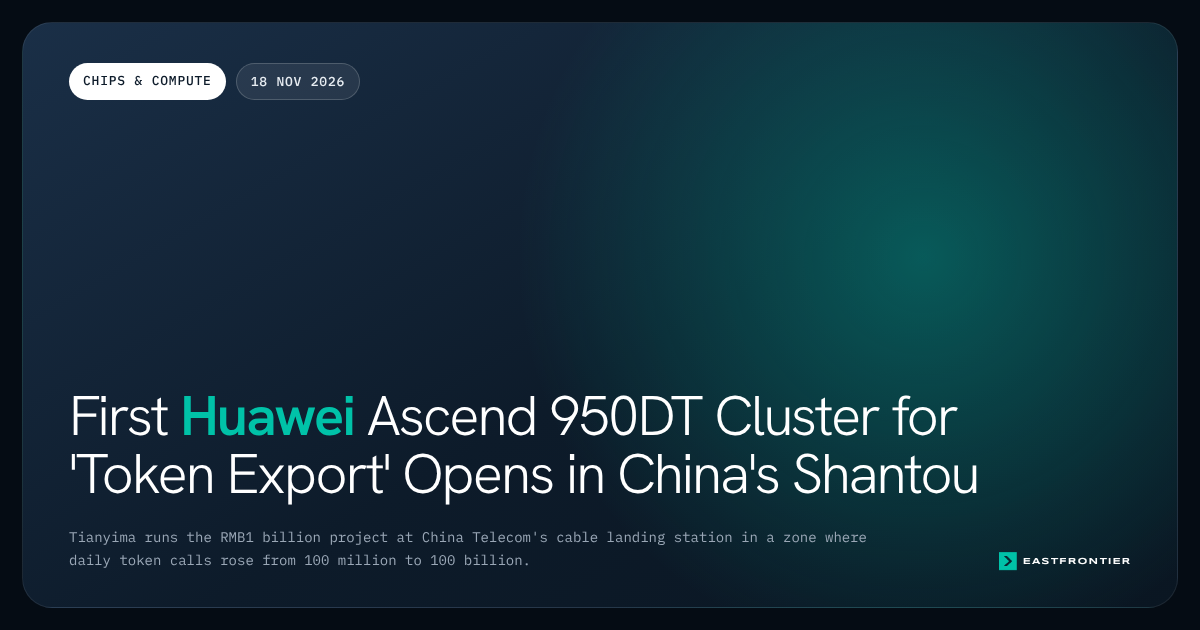 CHIPS & COMPUTE
18 NOV 2026
First Huawei Ascend 950DT Cluster for
'Token Export' Opens in China's Shantou
Tianyima runs the RMB1 billion project at China Telecom's cable landing station in a zone where
daily token calls rose from 100 million to 100 billion.
EASTFRONTIER